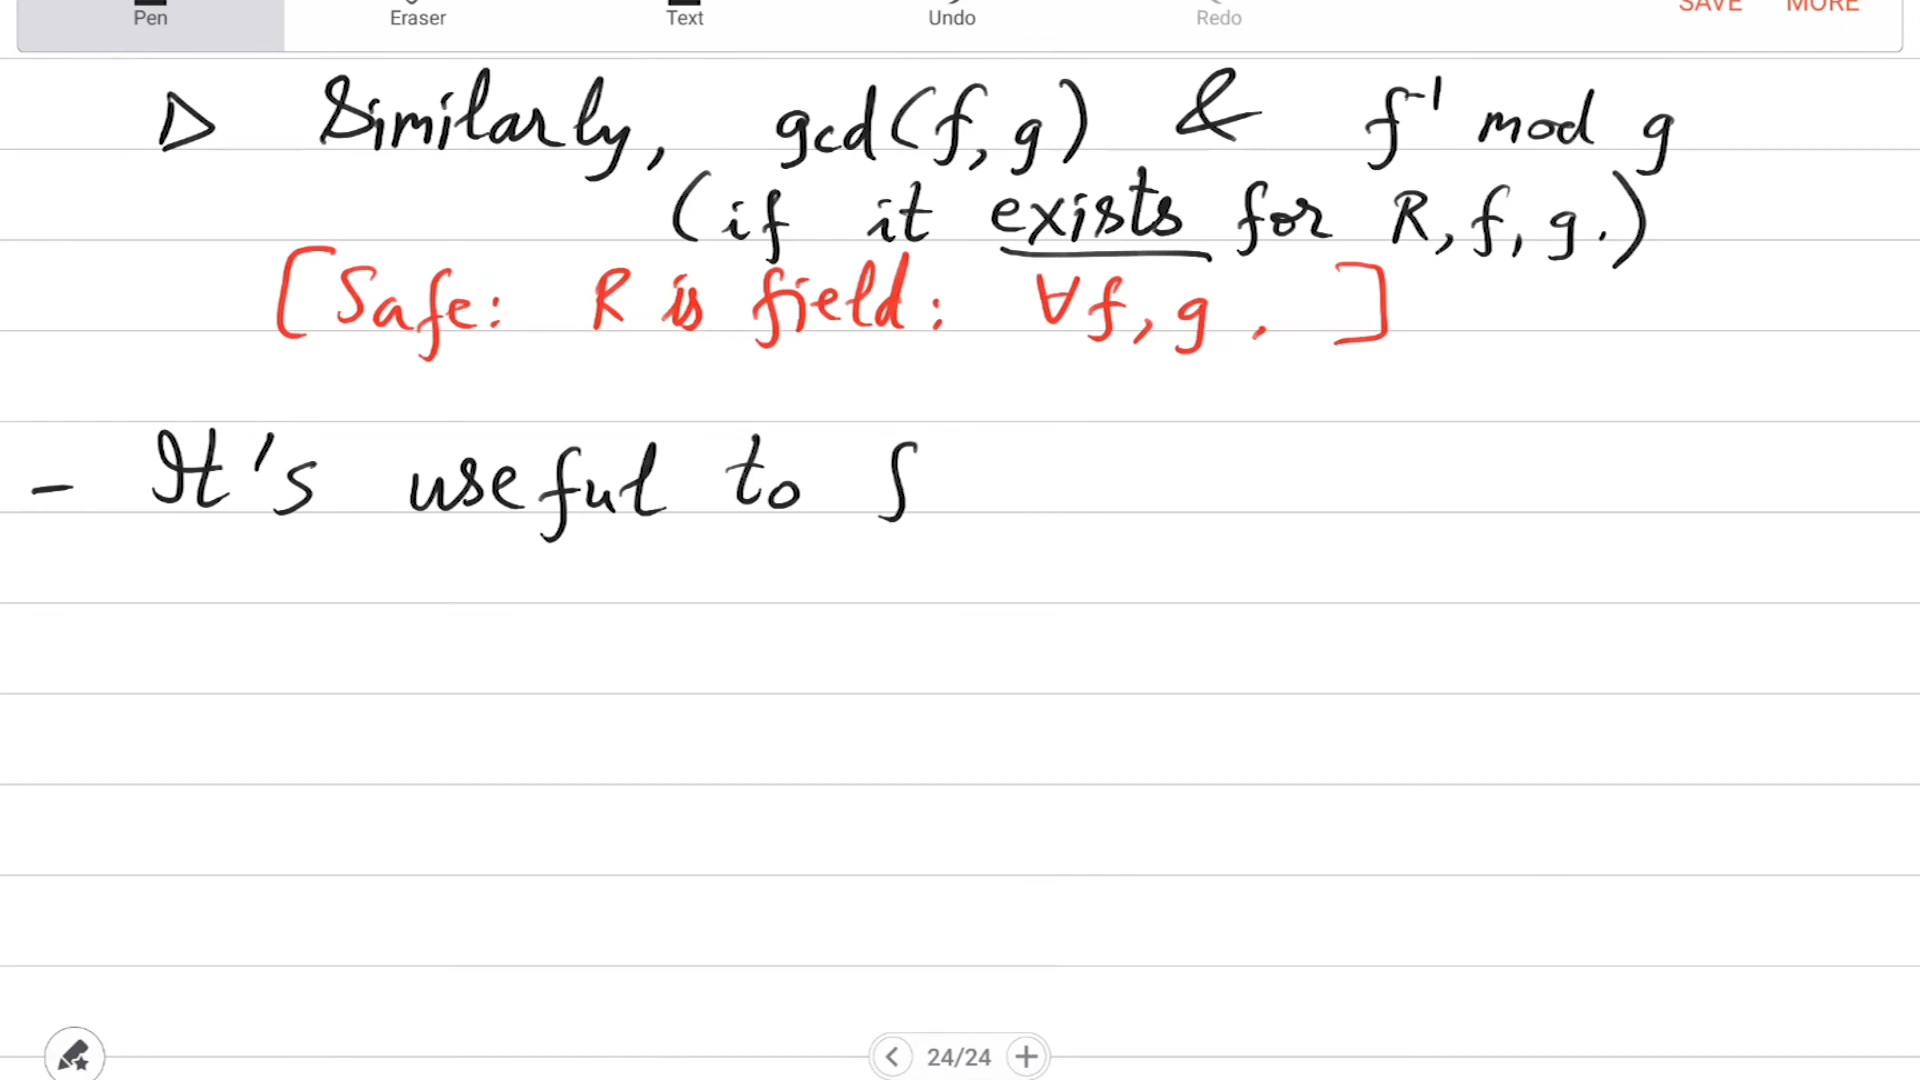 Pen Eraser Text Undo Redo SAVE MORE
▷ Similarly, gcd(f, g) & f⁻¹ mod g
(if it exists for R, f, g.)
[Safe: R is field: ∀f, g. ]
- It's useful to
24/24